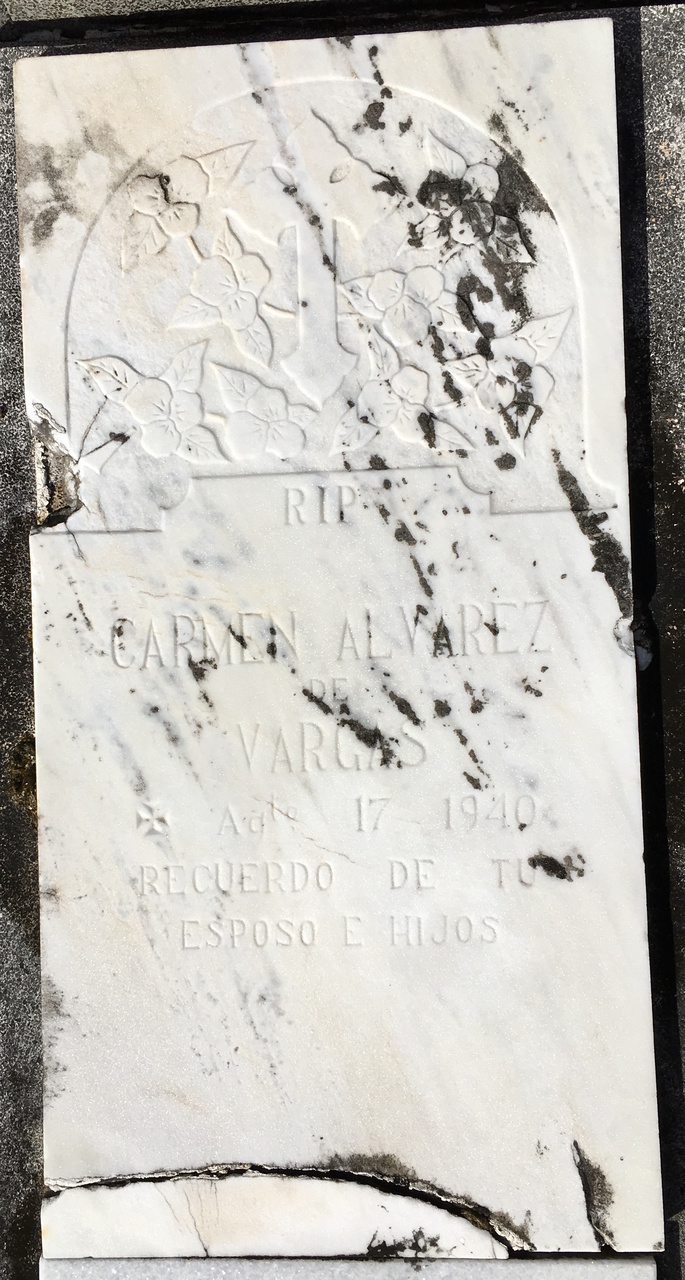 RIP
CARMEN ALVAREZ
DE
VARGAS
✠ Agto 17 1940
RECUERDO DE TU
ESPOSO E HIJOS